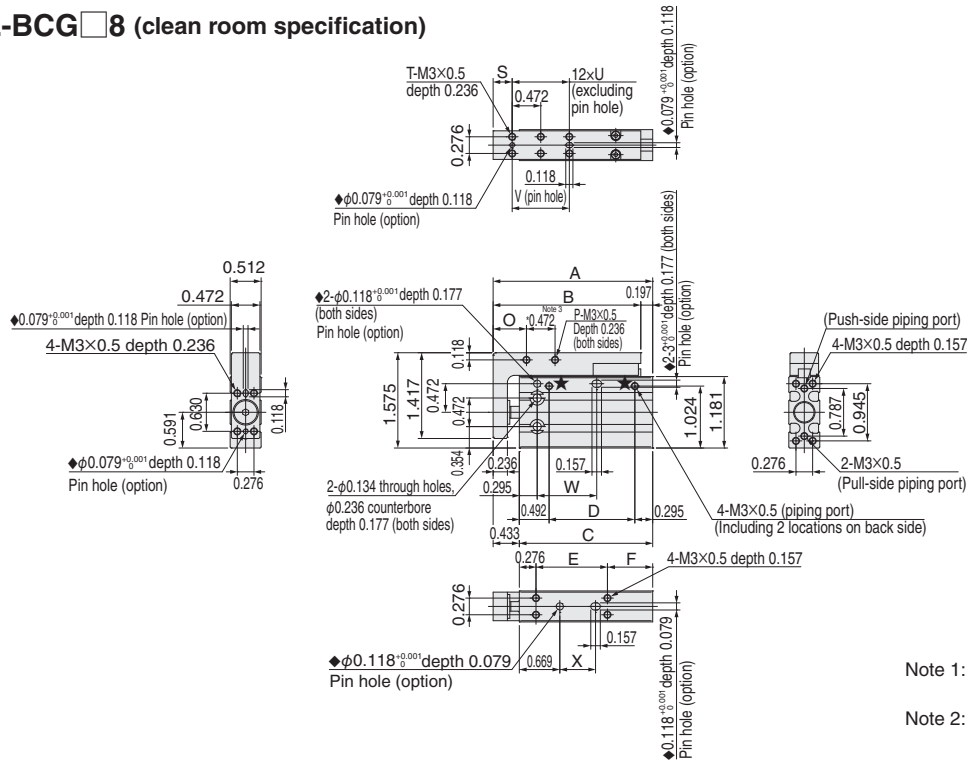 -BCG□8 (clean room specification)
T-M3×0.5
depth 0.236
S
12xU
(excluding
pin hole)
0.472
0.276
0.118
V (pin hole)
◆φ0.079 +0.001 0 depth 0.118
Pin hole (option)
◆0.079 +0.001 0 depth 0.118
Pin hole (option)
0.512
0.472
◆0.079 +0.001 0 depth 0.118 Pin hole (option)
4-M3×0.5 depth 0.236
0.591
0.630
0.118
◆φ0.079 +0.001 0 depth 0.118
Pin hole (option)
0.276
A
B
0.197
◆2-φ0.118 +0.001 0 depth 0.177
(both sides)
Pin hole (option)
O
*0.472
Note 3
P-M3×0.5
Depth 0.236
(both sides)
◆2-3 +0.001 0 depth 0.177 (both sides)
Pin hole (option)
0.118
1.575
1.417
0.472
0.472
0.354
★
★
1.024
1.181
0.236
0.157
0.295
W
2-φ0.134 through holes,
φ0.236 counterbore
depth 0.177 (both sides)
0.492
D
0.295
0.433
C
4-M3×0.5 (piping port)
(Including 2 locations on back side)
(Push-side piping port)
4-M3×0.5 depth 0.157
0.787
0.945
0.276
2-M3×0.5
(Pull-side piping port)
0.276
E
F
4-M3×0.5 depth 0.157
0.276
0.157
0.669
X
◆φ0.118 +0.001 0 depth 0.079
Pin hole (option)
◆0.118 +0.001 0 depth 0.079
Pin hole (option)
Note 1:
Note 2: